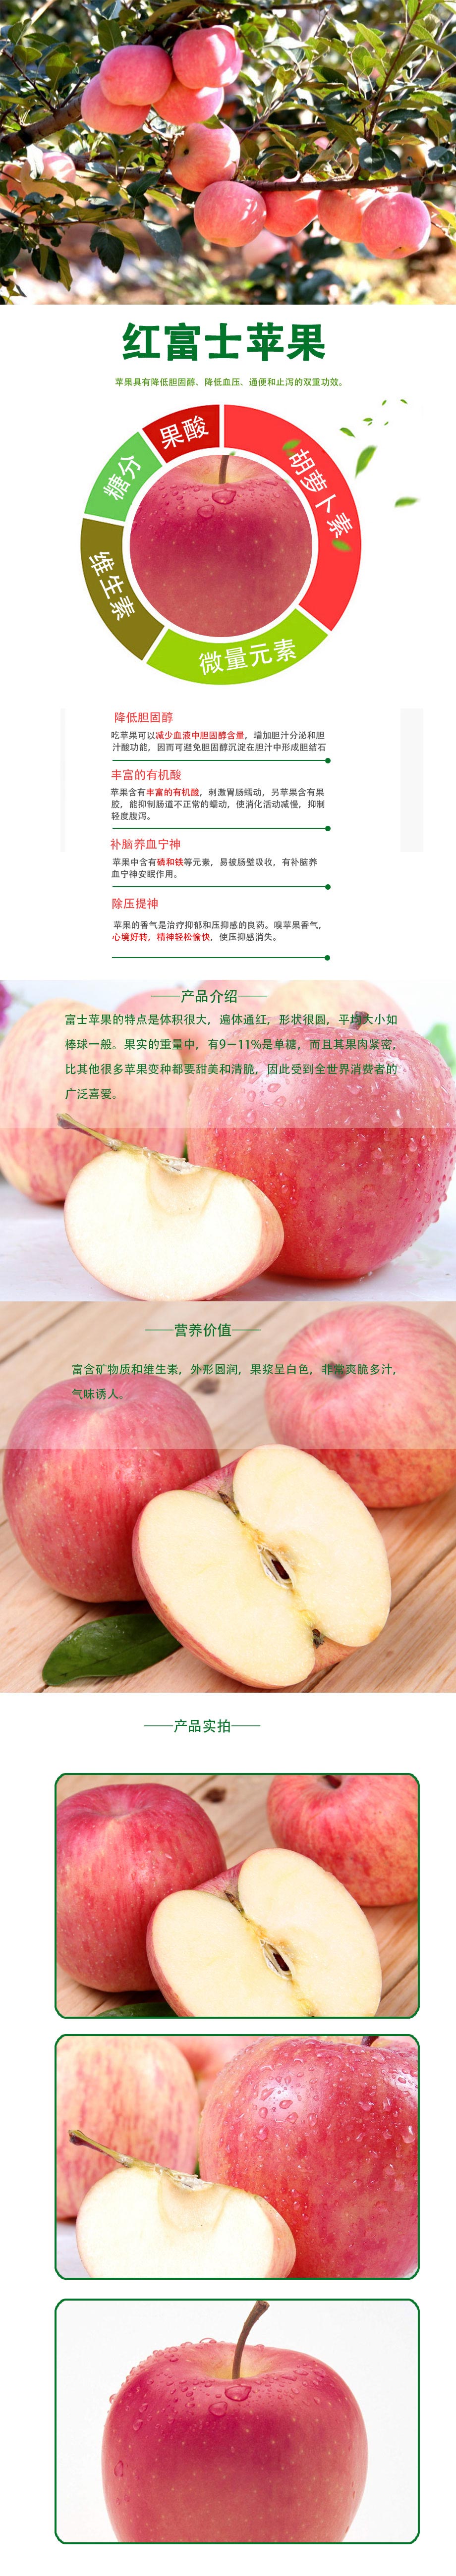 红富士苹果
苹果具有降低胆固醇、降低血压、通便和止泻的双重功效。
果酸
胡萝卜素
糖分
维生素
微量元素
降低胆固醇
吃苹果可以减少血液中胆固醇含量，增加胆汁分泌和胆
汁酸功能，因而可避免胆固醇沉淀在胆汁中形成胆结石
丰富的有机酸
苹果含有丰富的有机酸，刺激胃肠蠕动，另苹果含有果
胶，能抑制肠道不正常的蠕动，使消化活动减慢，抑制
轻度腹泻。
补脑养血宁神
苹果中含有磷和铁等元素，易被肠壁吸收，有补脑养
血宁神安眠作用。
除压提神
苹果的香气是治疗抑郁和压抑感的良药。嗅苹果香气，
心境好转，精神轻松愉快，使压抑感消失。
产品介绍
富士苹果的特点是体积很大，遍体通红，形状很圆，平均大小如
棒球一般。果实的重量中，有9－11%是单糖，而且其果肉紧密，
比其他很多苹果变种都要甜美和清脆，因此受到全世界消费者的
广泛喜爱。
营养价值
富含矿物质和维生素，外形圆润，果浆呈白色，非常爽脆多汁，
气味诱人。
产品实拍